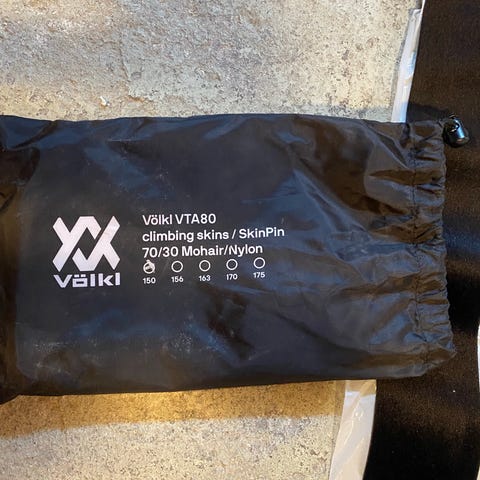 Völkl VTA80
climbing skins / SkinPin
70/30 Mohair/Nylon
150 156 163 170 175
Völkl